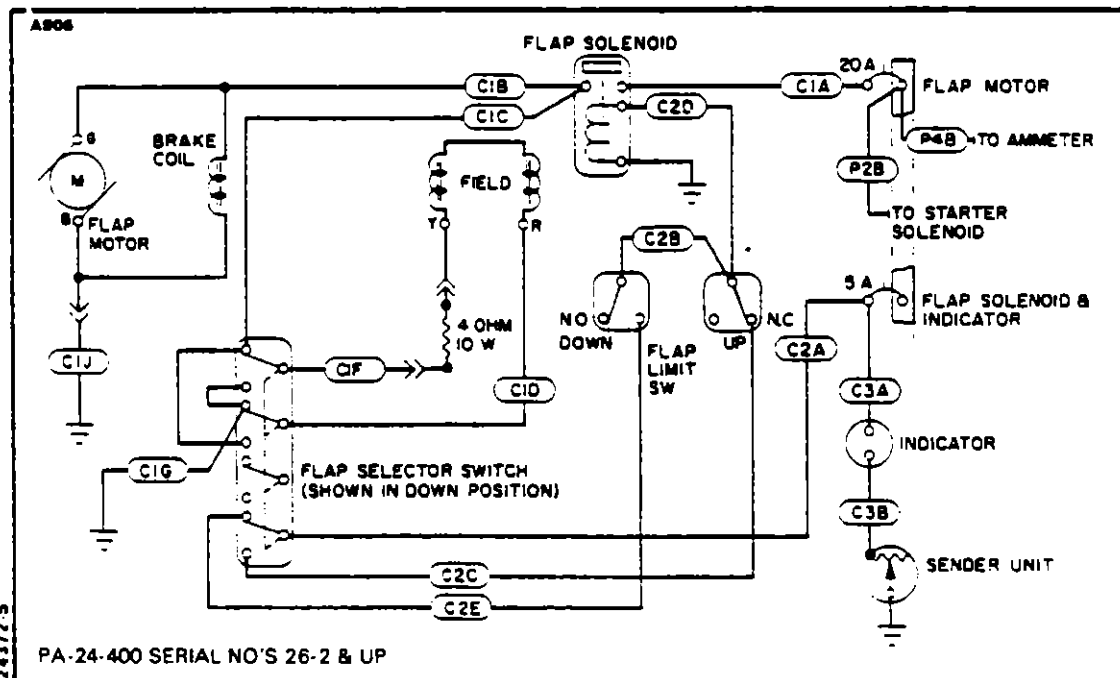 A906
FLAP SOLENOID
20A
FLAP MOTOR
C1B
C1A
C1C
C2D
P4B
TO AMMETER
6
BRAKE COIL
M
FIELD
P2B
8
FLAP MOTOR
Y
R
TO STARTER SOLENOID
C2B
5A
FLAP SOLENOID & INDICATOR
NO
DOWN
NC
UP
FLAP LIMIT SW
4 OHM
10 W
C2A
C1J
C1F
C1D
C3A
INDICATOR
C1G
FLAP SELECTOR SWITCH
(SHOWN IN DOWN POSITION)
C3B
SENDER UNIT
C2C
C2E
PA-24-400 SERIAL NO'S 26-2 & UP